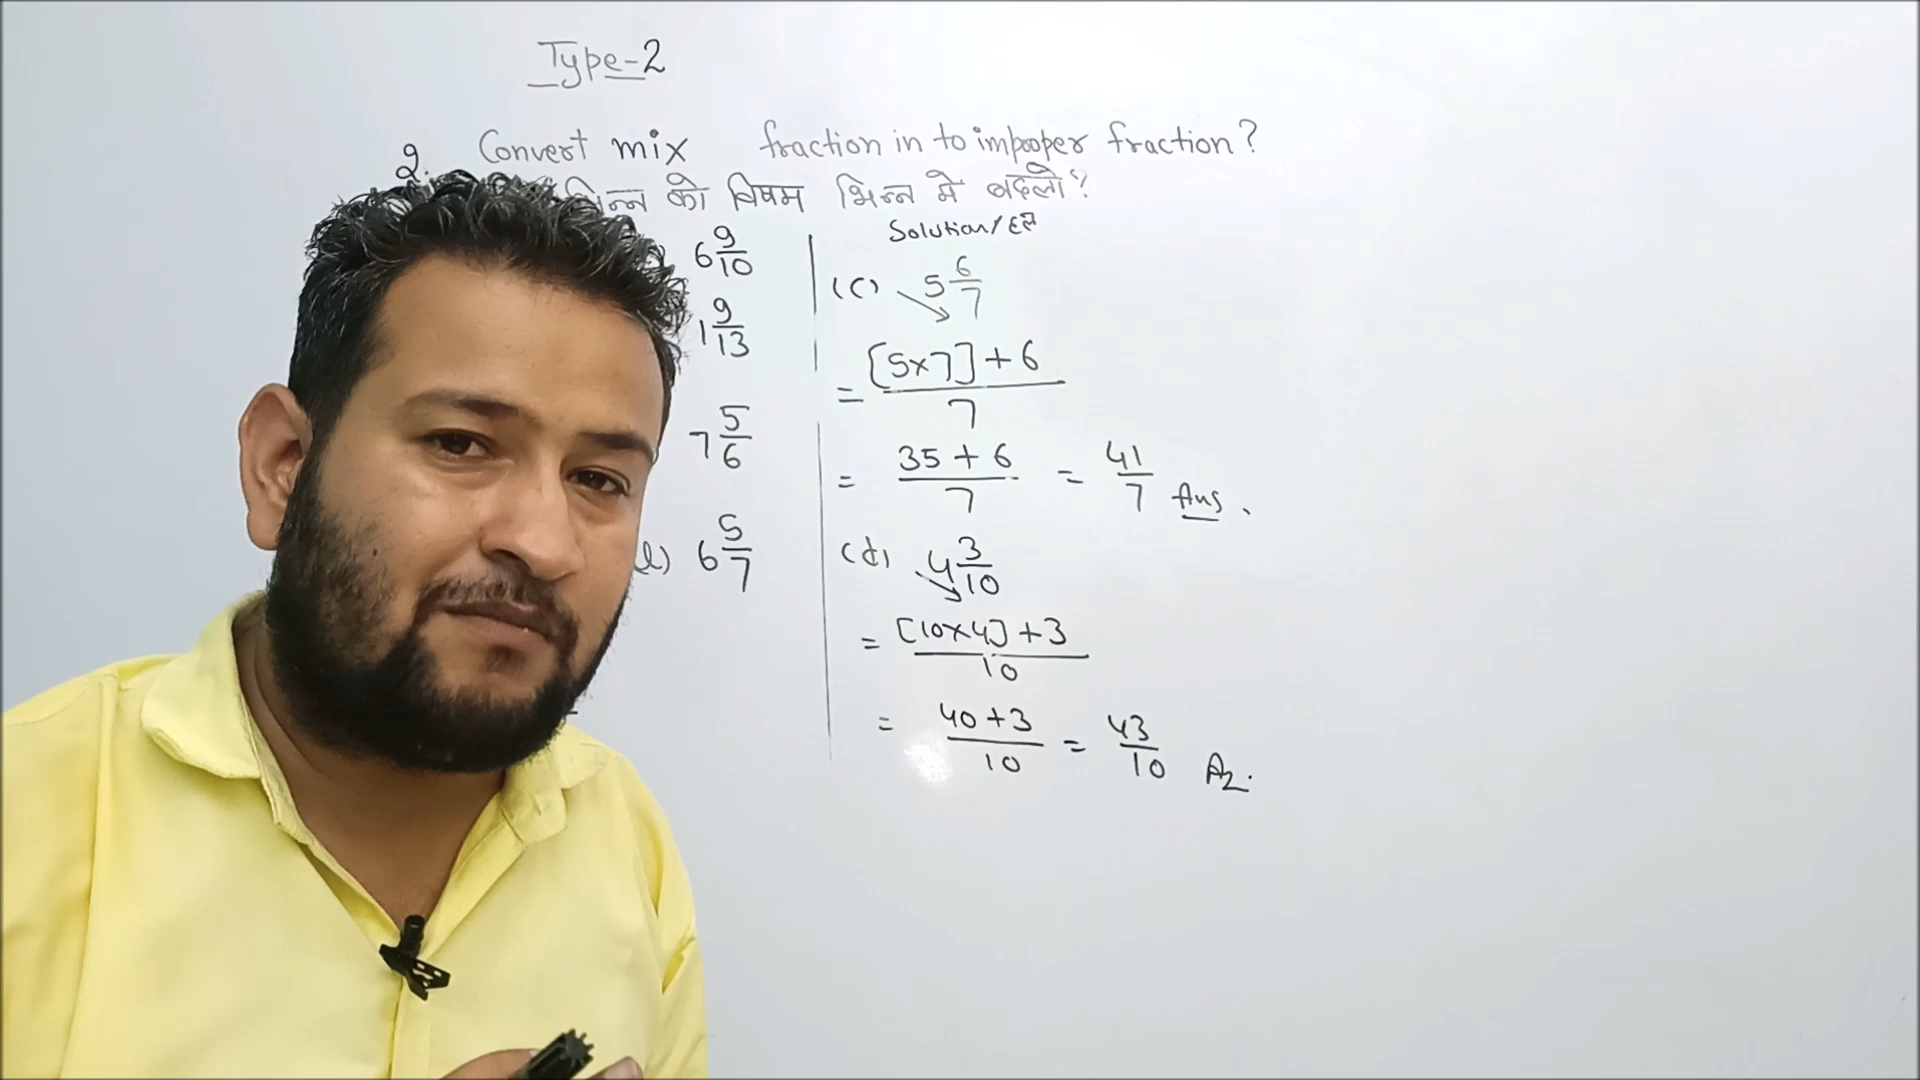 Type-2
2. Convert mix fraction in to improper fraction?
भिन्न को विषम भिन्न मे बदलो?
6 9/10
1 9/13
7 5/6
l) 6 5/7
Solution/हल
(c) 5 6/7
= [5×7]+6/7
= 35+6/7 = 41/7 Ans.
(d) 4 3/10
= [10×4]+3/10
= 40+3/10 = 43/10